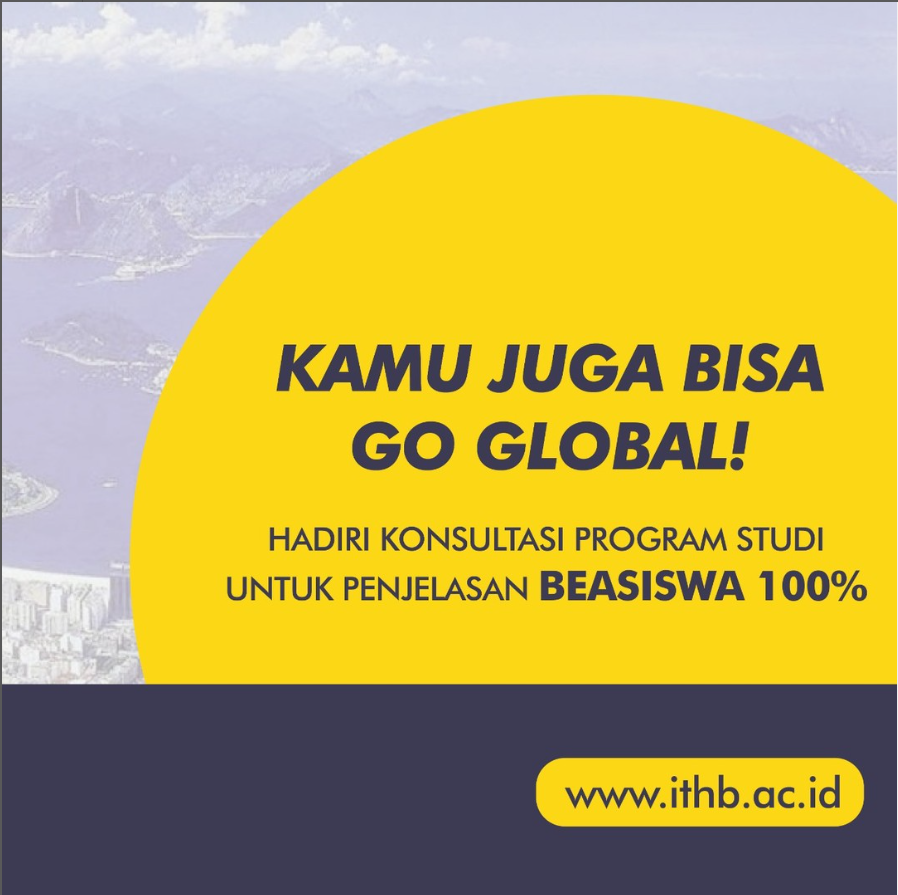 KAMU JUGA BISA
GO GLOBAL!
HADIRI KONSULTASI PROGRAM STUDI
UNTUK PENJELASAN BEASISWA 100%
www.ithb.ac.id